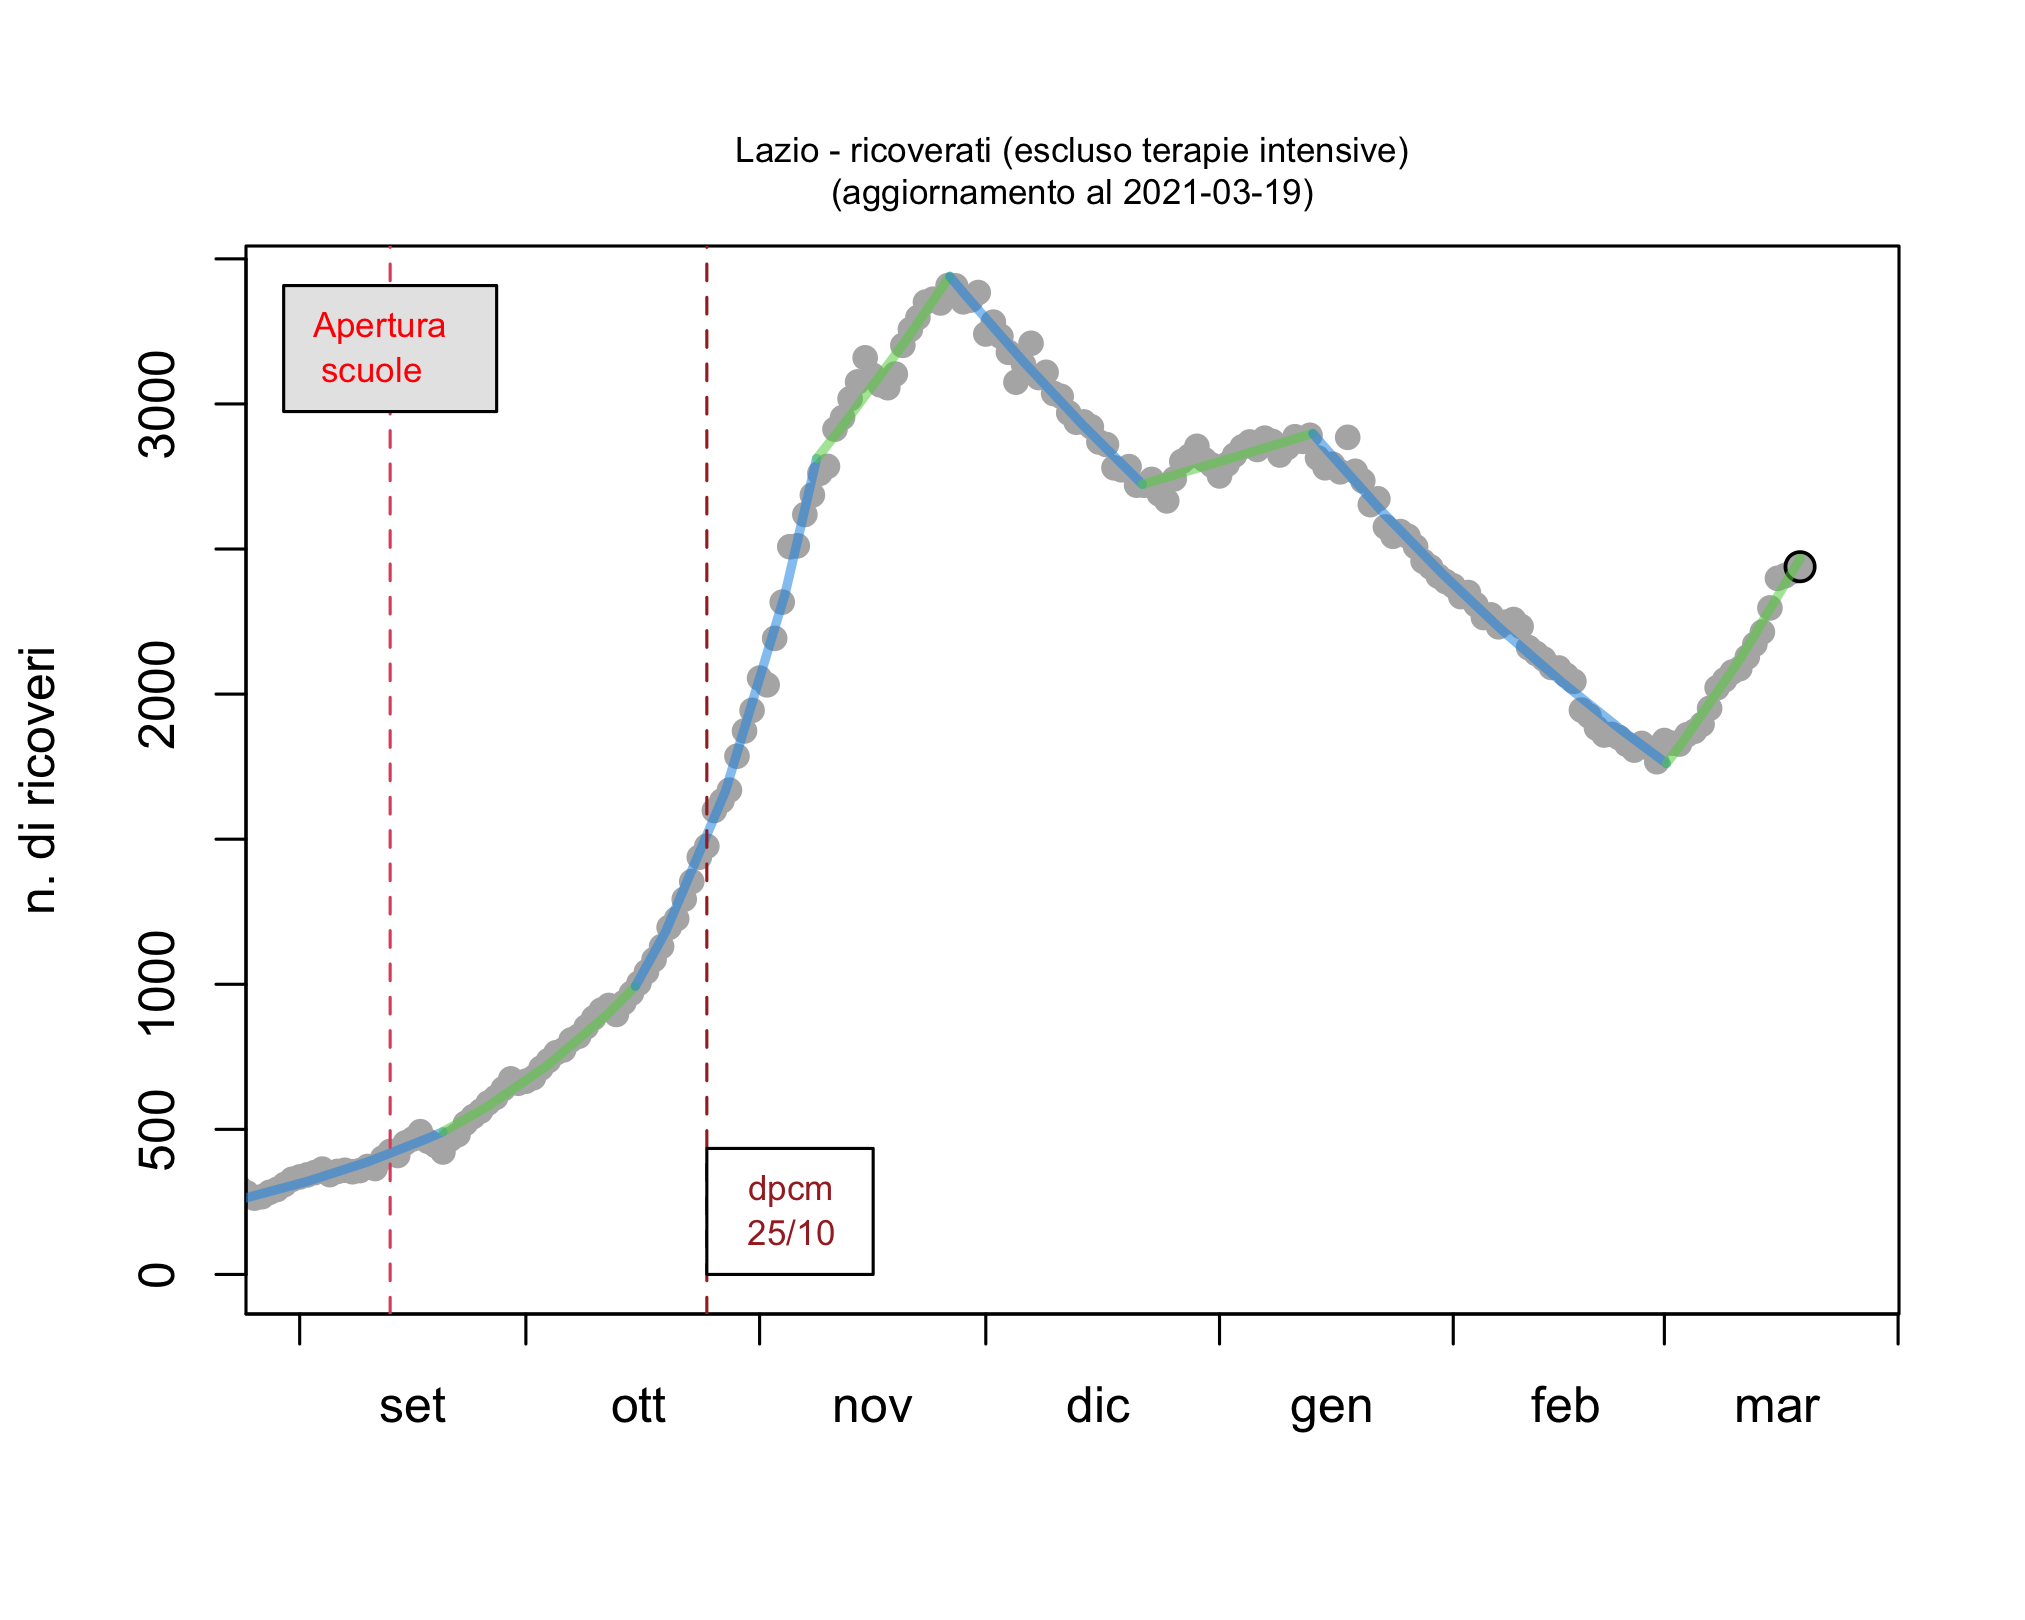 Lazio - ricoverati (escluso terapie intensive)
(aggiornamento al 2021-03-19)
Apertura
scuole
dpcm
25/10
n. di ricoveri
3000
2000
1000
500
0
set ott nov dic gen feb mar